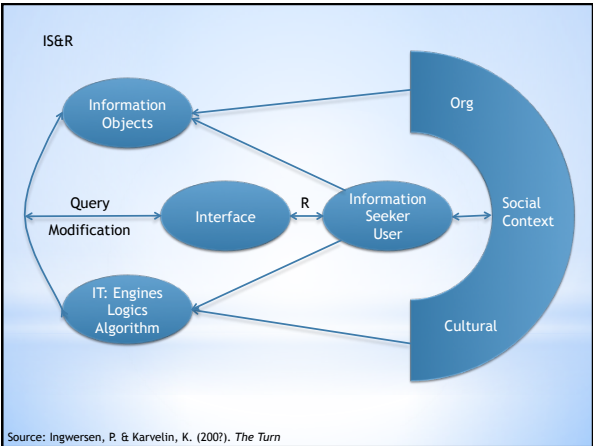 IS&R
Information
Objects
Org
Query
Modification
Interface
R
Information
Seeker
User
Social
Context
IT: Engines
Logics
Algorithm
Cultural
Source: Ingwersen, P. & Karvelin, K. (200?). The Turn